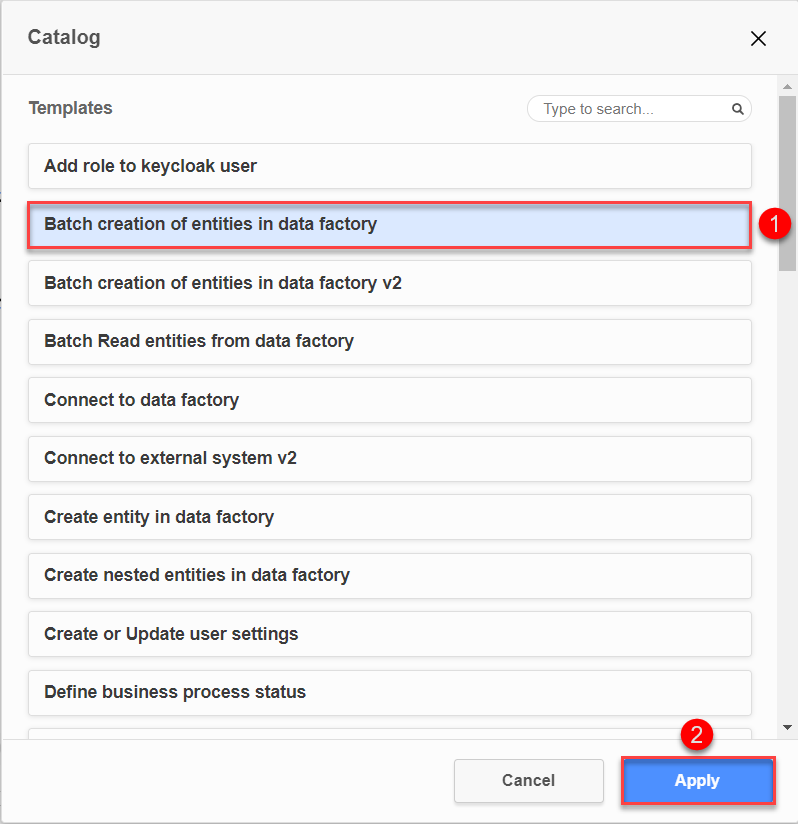 Catalog
Templates
Type to search...
Add role to keycloak user
Batch creation of entities in data factory
1
Batch creation of entities in data factory v2
Batch Read entities from data factory
Connect to data factory
Connect to external system v2
Create entity in data factory
Create nested entities in data factory
Create or Update user settings
Define business process status
2
Cancel
Apply